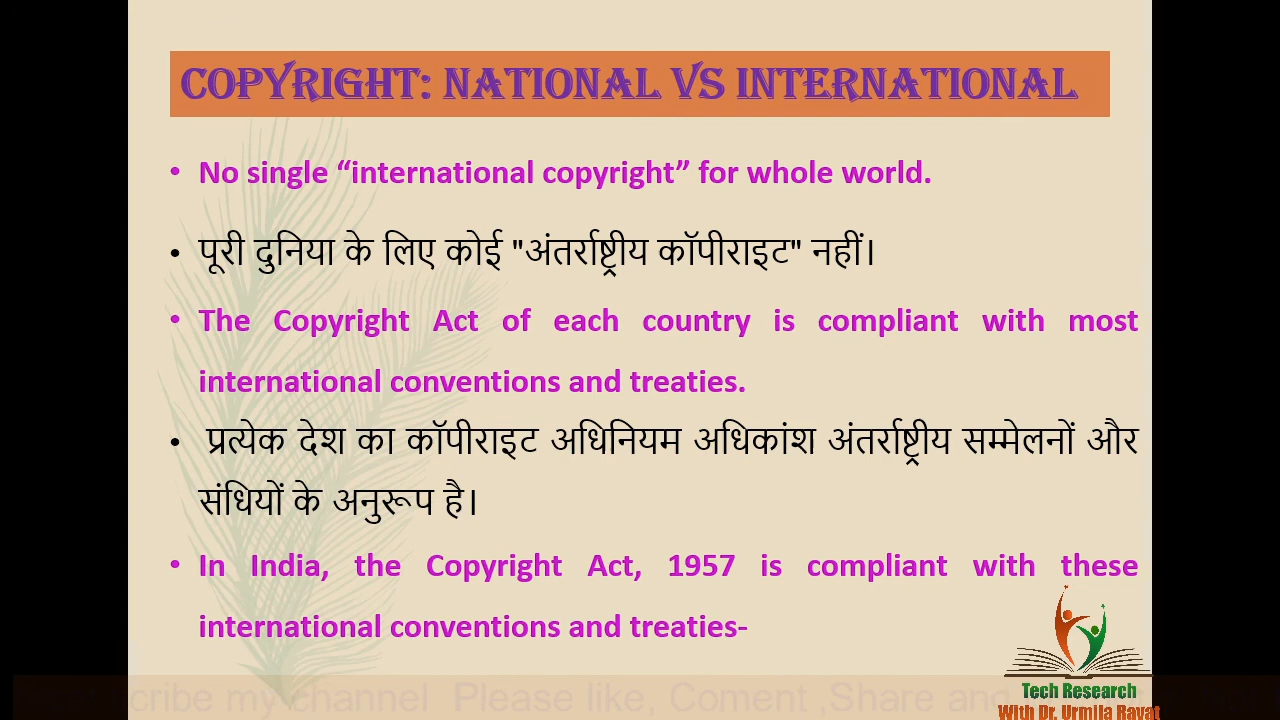 COPYRIGHT: NATIONAL VS INTERNATIONAL
• No single “international copyright” for whole world.
• पूरी दुनिया के लिए कोई "अंतर्राष्ट्रीय कॉपीराइट" नहीं।
• The Copyright Act of each country is compliant with most
international conventions and treaties.
• प्रत्येक देश का कॉपीराइट अधिनियम अधिकांश अंतर्राष्ट्रीय सम्मेलनों और
संधियों के अनुरूप है।
• In India, the Copyright Act, 1957 is compliant with these
international conventions and treaties-
Tech Research
With Dr. Urmila Ravat
my channel Please like, Coment ,Share and